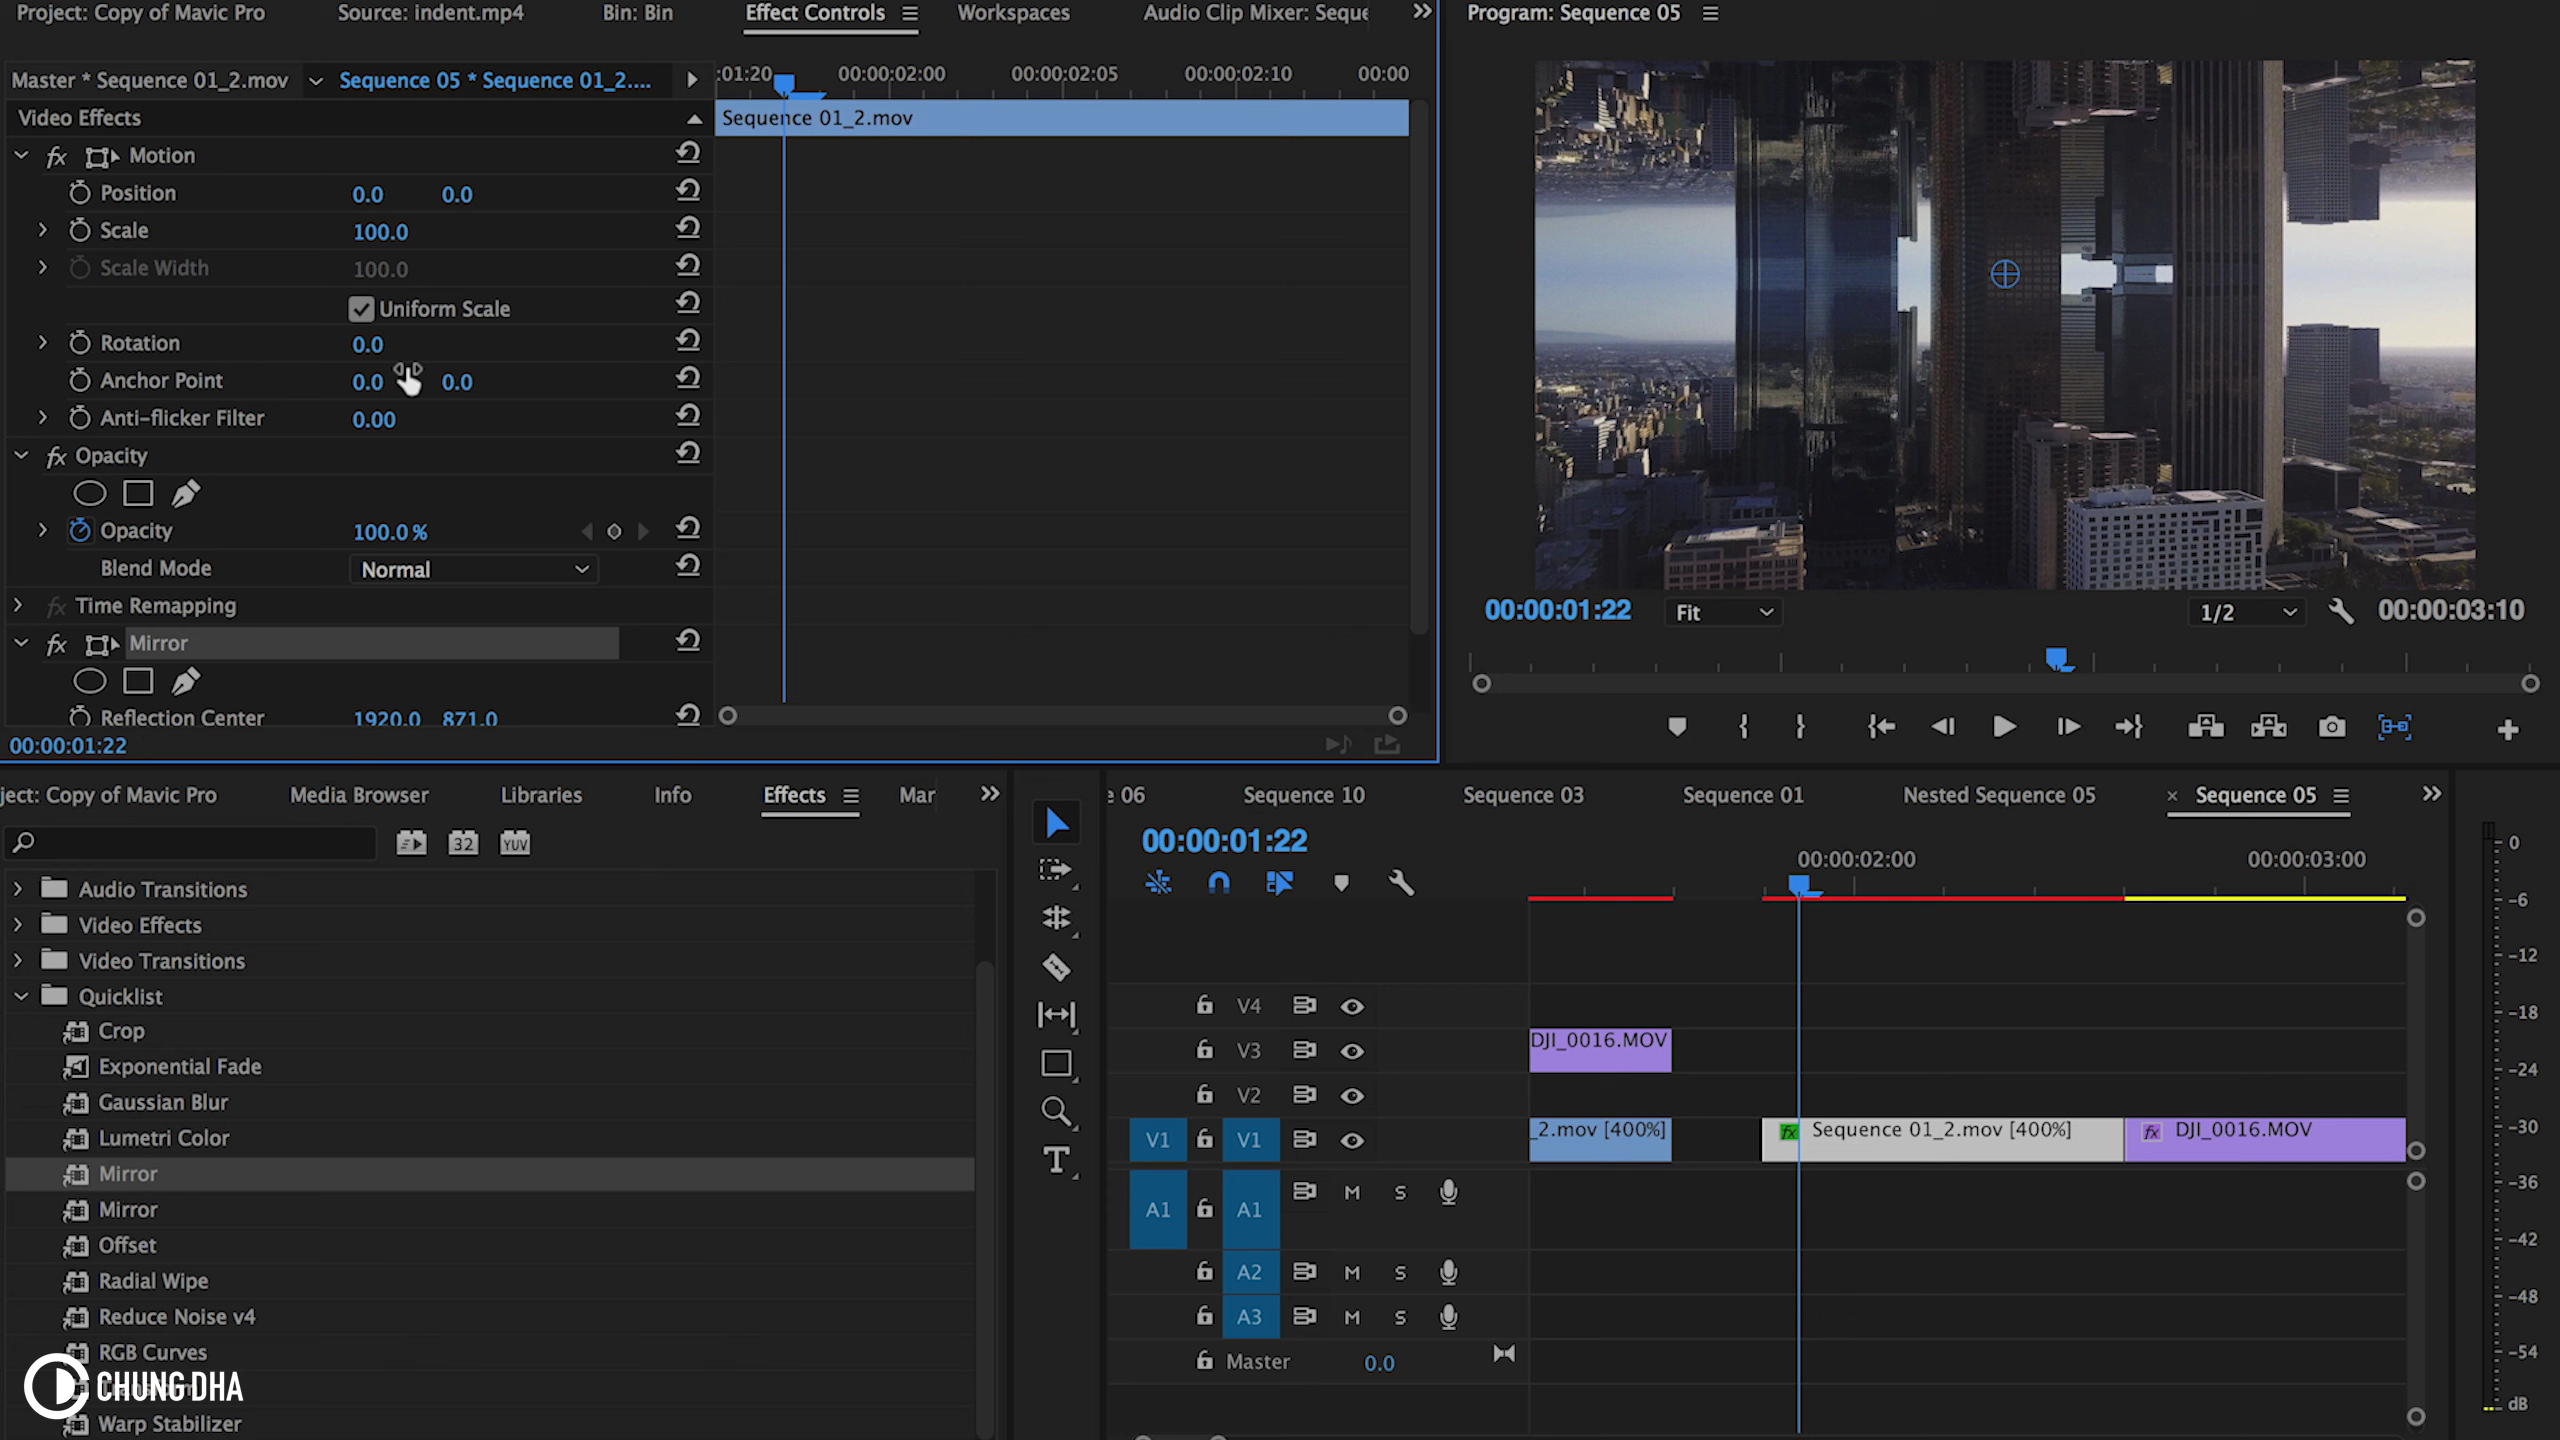 Project: Copy of Mavic Pro
Source: indent.mp4
Bin: Bin
Effect Controls
Workspaces
Audio Clip Mixer: Seque
Program: Sequence 05
Master * Sequence 01_2.mov
Sequence 05 * Sequence 01_2....
:01:20
00:00:02:00
00:00:02:05
00:00:02:10
00:00
Video Effects
Sequence 01_2.mov
fx Motion
Position 0.0 0.0
Scale 100.0
Scale Width 100.0
Uniform Scale
Rotation 0.0
Anchor Point 0.0 0.0
Anti-flicker Filter 0.00
fx Opacity
Opacity 100.0 %
Blend Mode Normal
fx Time Remapping
fx Mirror
Reflection Center 1920.0 871.0
00:00:01:22
00:00:01:22
Fit
1/2
00:00:03:10
ject: Copy of Mavic Pro
Media Browser
Libraries
Info
Effects
Mar
32
YUV
Audio Transitions
Video Effects
Video Transitions
Quicklist
Crop
Exponential Fade
Gaussian Blur
Lumetri Color
Mirror
Mirror
Offset
Radial Wipe
Reduce Noise v4
RGB Curves
Warp Stabilizer
CHUNG DHA
T
e 06
Sequence 10
Sequence 03
Sequence 01
Nested Sequence 05
× Sequence 05
00:00:01:22
00:00:02:00
00:00:03:00
V4
V3
DJI_0016.MOV
V2
V1 V1
_2.mov [400%]
fx Sequence 01_2.mov [400%]
fx DJI_0016.MOV
A1 A1 M S
A2 M S
A3 M S
Master 0.0
0
-6
-12
-18
-24
-30
-36
-42
-48
-54
dB